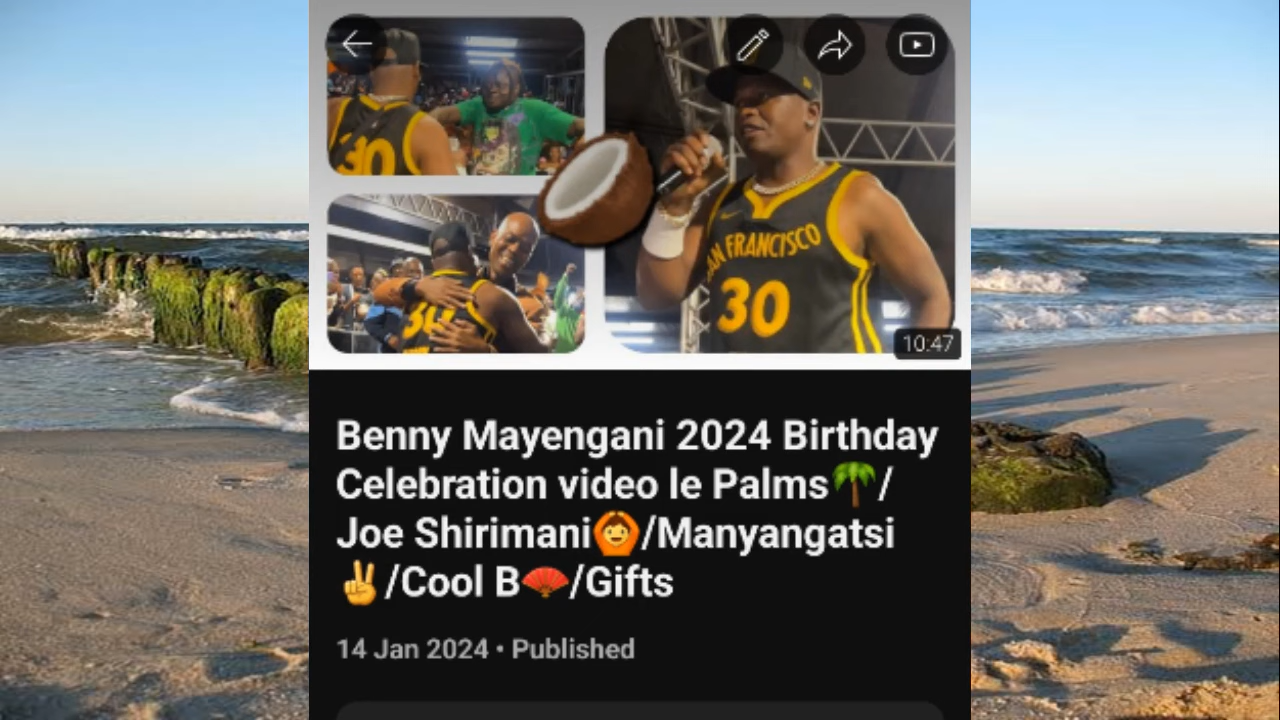 30
30
SAN FRANCISCO
30
10:47
Benny Mayengani 2024 Birthday
Celebration video le Palms🌴/
Joe Shirimani🙆/Manyangatsi
✌️/Cool B🪭/Gifts
14 Jan 2024 • Published